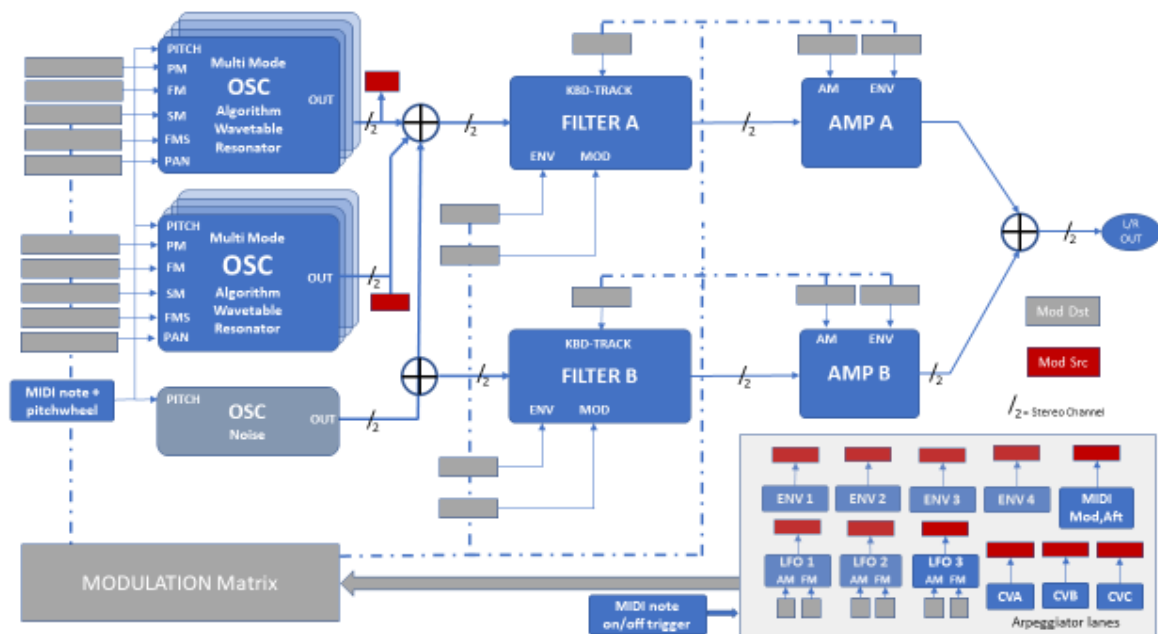 PITCH
PM
FM
SM
FMS
PAN
Multi Mode
OSC
Algorithm
Wavetable
Resonator
OUT
/2
/2
KBD-TRACK
FILTER A
ENV MOD
/2
AM ENV
AMP A
PITCH
PM
FM
SM
FMS
PAN
Multi Mode
OSC
Algorithm
Wavetable
Resonator
OUT
/2
/2
L/R
OUT
MIDI note +
pitchwheel
PITCH
OSC
Noise
OUT
/2
/2
KBD-TRACK
FILTER B
ENV MOD
/2
AM ENV
AMP B
/2
Mod Dst
Mod Src
/2 = Stereo Channel
MODULATION Matrix
MIDI note
on/off trigger
ENV 1
ENV 2
ENV 3
ENV 4
MIDI
Mod,Aft
LFO 1
AM FM
LFO 2
AM FM
LFO 3
AM FM
CVA
CVB
CVC
Arpeggiator lanes